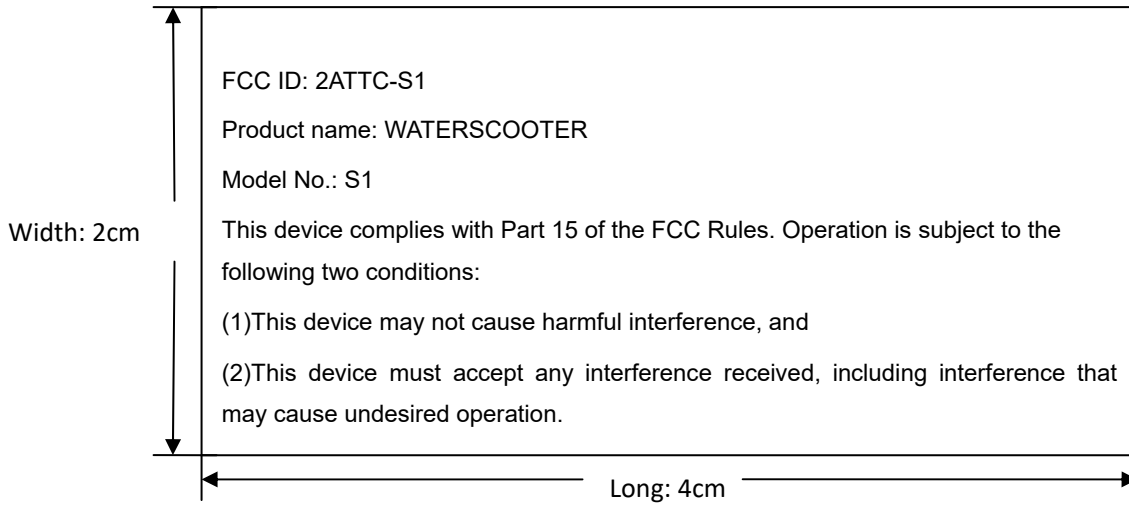 FCC ID: 2ATTC-S1
Product name: WATERSCOOTER
Model No.: S1
Width: 2cm
This device complies with Part 15 of the FCC Rules. Operation is subject to the
following two conditions:
(1)This device may not cause harmful interference, and
(2)This device must accept any interference received, including interference that
may cause undesired operation.
Long: 4cm